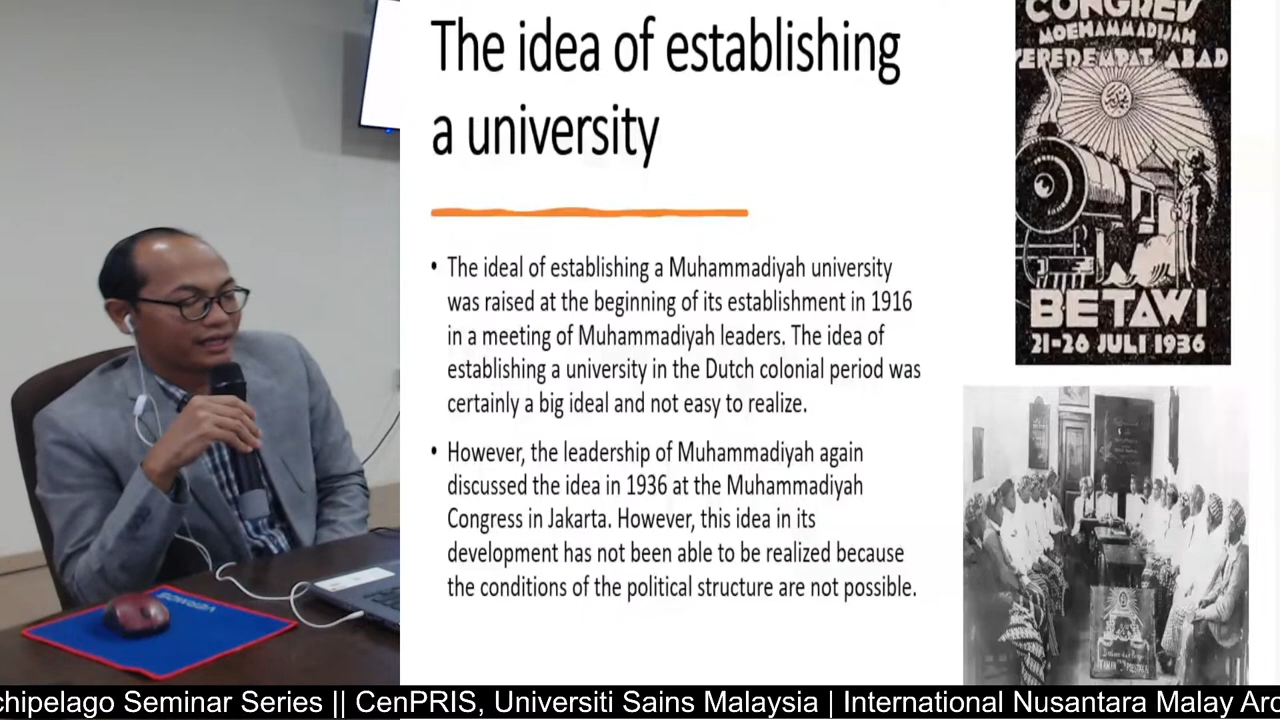 The idea of establishing
a university
• The ideal of establishing a Muhammadiyah university
was raised at the beginning of its establishment in 1916
in a meeting of Muhammadiyah leaders. The idea of
establishing a university in the Dutch colonial period was
certainly a big ideal and not easy to realize.
• However, the leadership of Muhammadiyah again
discussed the idea in 1936 at the Muhammadiyah
Congress in Jakarta. However, this idea in its
development has not been able to be realized because
the conditions of the political structure are not possible.
CONGRES
MOEHAMMADIJAH
SEPEDEMPAT ABAD
BETAWI
21-26 JULI 1936
TAMAN POESTAKA
chipelago Seminar Series || CenPRIS, Universiti Sains Malaysia | International Nusantara Malay Arc